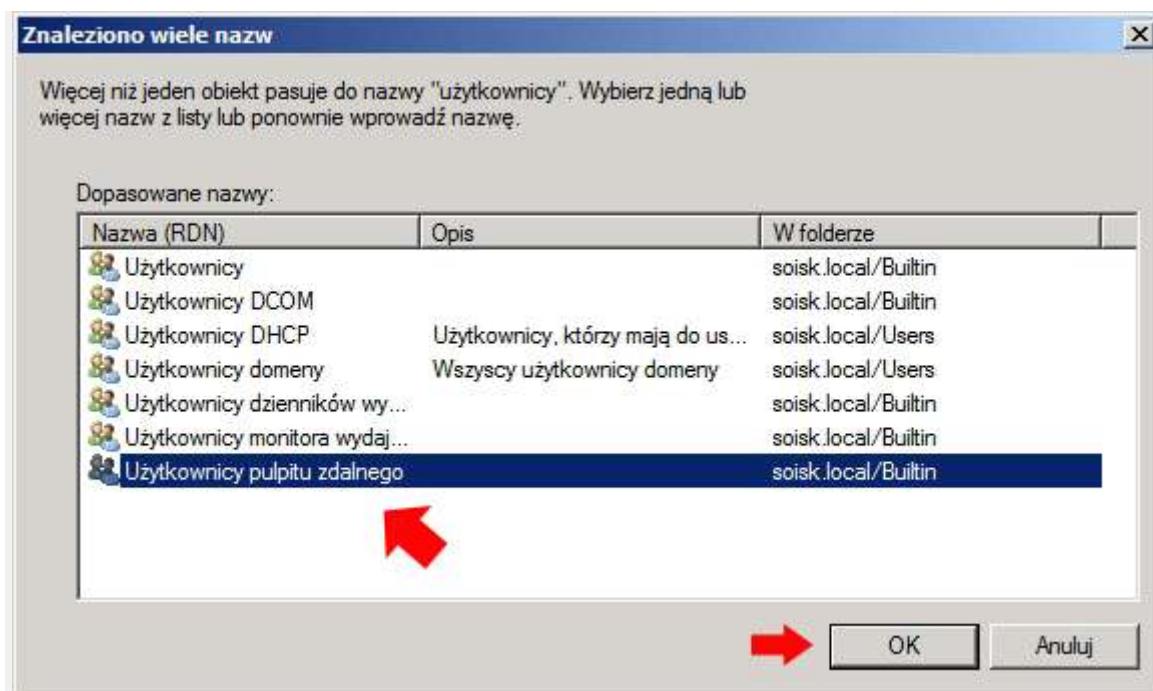 Znaleziono wiele nazw
Więcej niż jeden obiekt pasuje do nazwy "użytkownicy". Wybierz jedną lub
więcej nazw z listy lub ponownie wprowadź nazwę.
Dopasowane nazwy:
Nazwa (RDN) Opis W folderze
Użytkownicy soisk.local/Builtin
Użytkownicy DCOM soisk.local/Builtin
Użytkownicy DHCP Użytkownicy, którzy mają do us... soisk.local/Users
Użytkownicy domeny Wszyscy użytkownicy domeny soisk.local/Users
Użytkownicy dzienników wy... soisk.local/Builtin
Użytkownicy monitora wydaj... soisk.local/Builtin
Użytkownicy pulpitu zdalnego soisk.local/Builtin
OK Anuluj